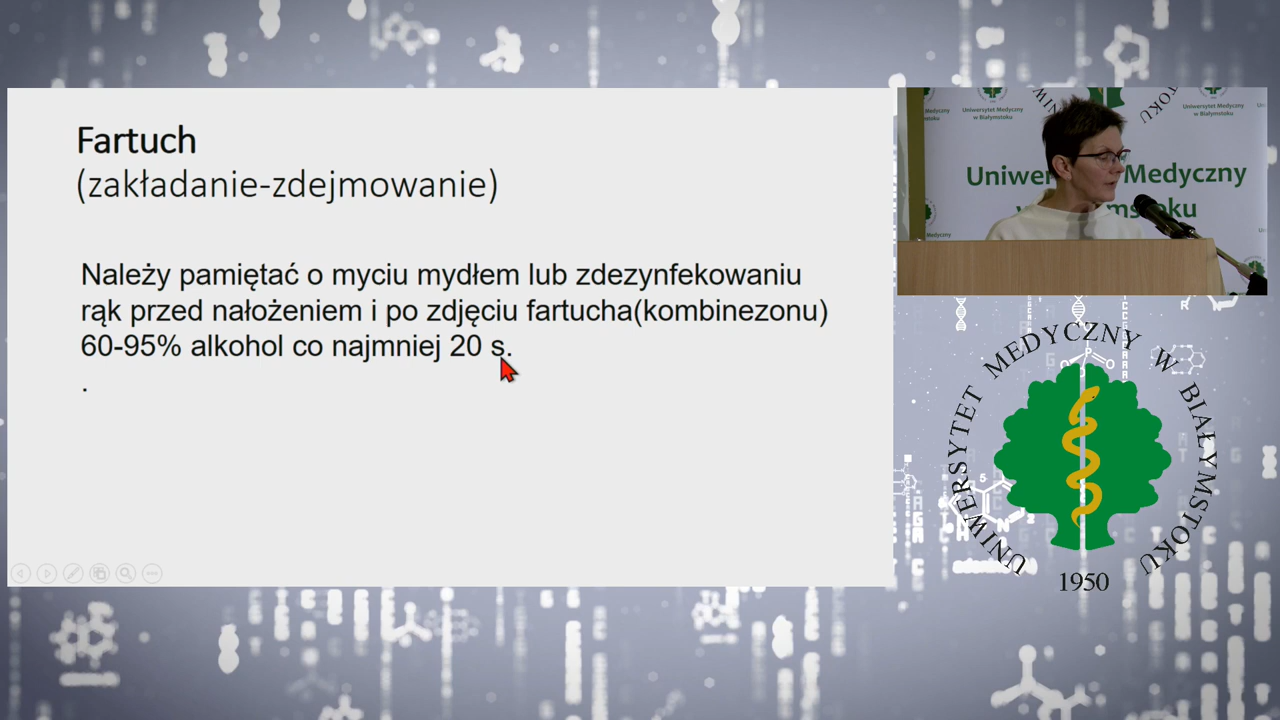 Fartuch
(zakładanie-zdejmowanie)
Należy pamiętać o myciu mydłem lub zdezynfekowaniu
rąk przed nałożeniem i po zdjęciu fartucha(kombinezonu)
60-95% alkohol co najmniej 20 s.
.
Uniwersytet Medyczny
w Białymstoku
Uniwersytet Medyczny
w Białymstoku
Medyczny
UNIWERSYTET MEDYCZNY W BIAŁYMSTOKU
1950